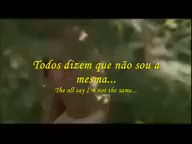 Todos dizem que não sou a
mesma...
The all say I'm not the same...